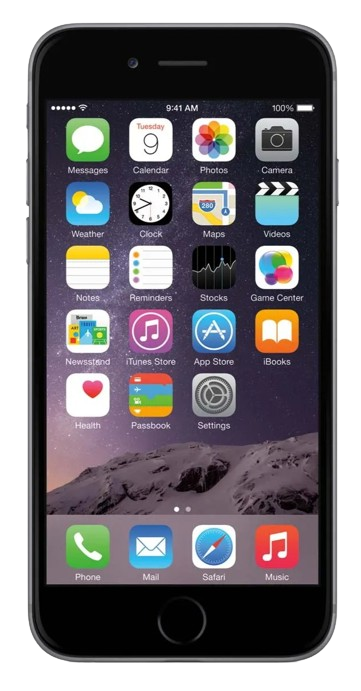 9:41 AM 100%
Tuesday
9
280
Messages Calendar Photos Camera
Weather Clock Maps Videos
Notes Reminders Stocks Game Center
Newsstand iTunes Store App Store iBooks
Health Passbook Settings
Phone Mail Safari Music